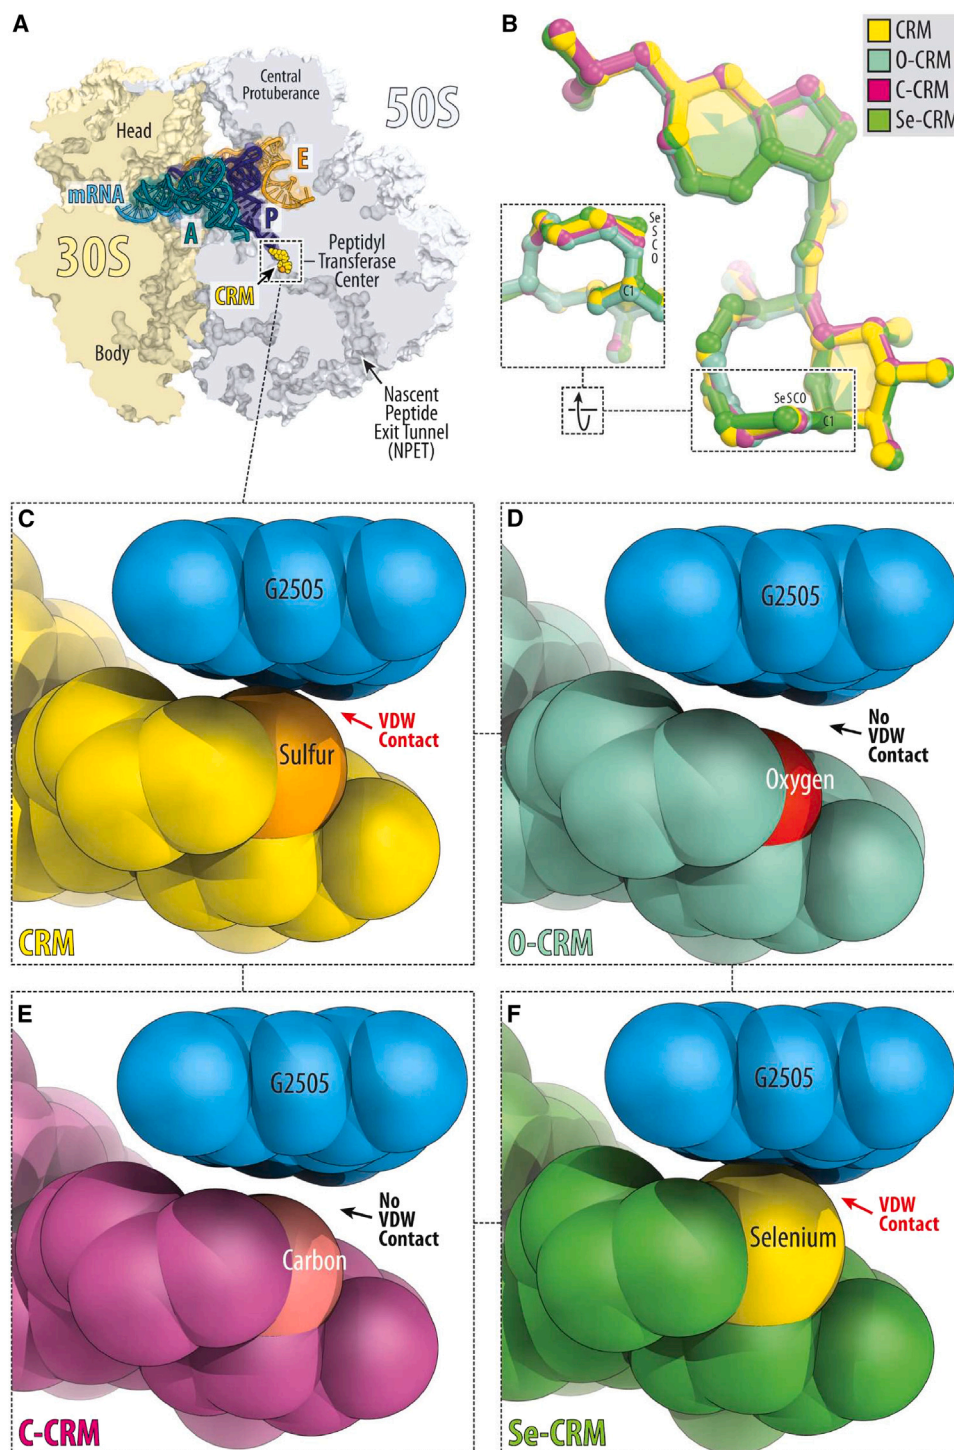 A
Central
Protuberance
50S
Head
E
mRNA
A
P
30S
Peptidyl
Transferase
Center
CRM
Body
Nascent
Peptide
Exit Tunnel
(NPET)
B
CRM
O-CRM
C-CRM
Se-CRM
Se
S
C
O
C1
Se S C O
C1
C
G2505
VDW
Contact
Sulfur
CRM
D
G2505
No
VDW
Contact
Oxygen
O-CRM
E
G2505
No
VDW
Contact
Carbon
C-CRM
F
G2505
VDW
Contact
Selenium
Se-CRM